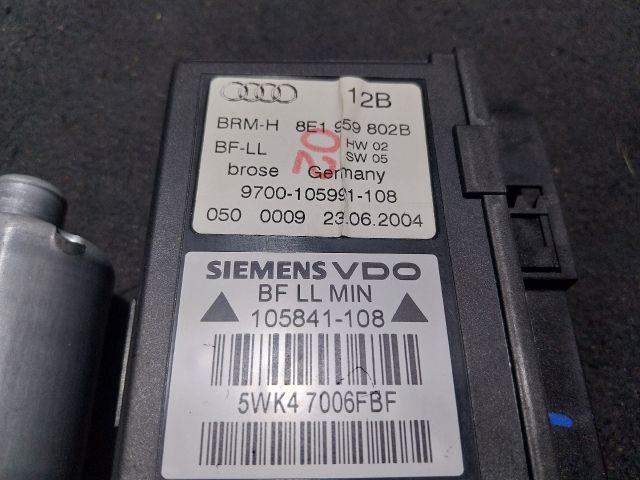 12B
BRM-H 8E1 959 802B
BF-LL HW 02
SW 05
02
brose Germany
9700-105991-108
050 0009 23.06.2004
SIEMENS VDO
BF LL MIN
105841-108
5WK4 7006FBF